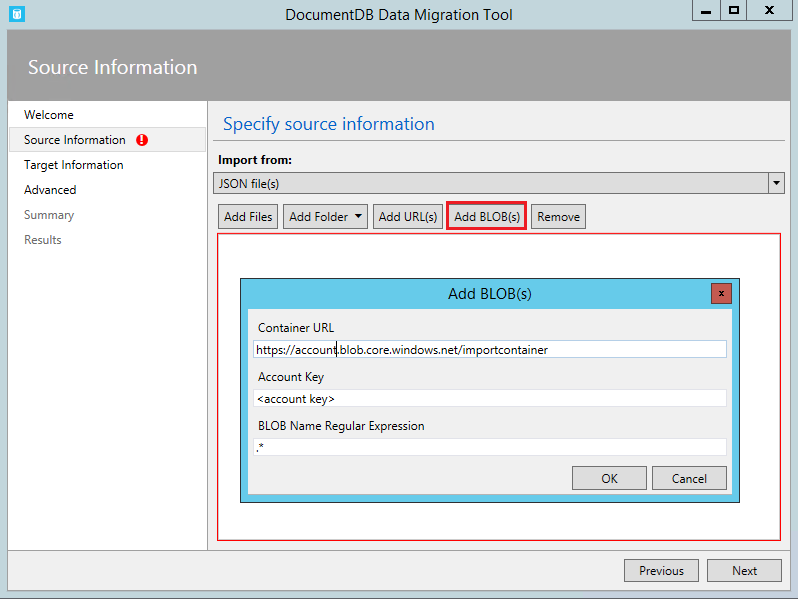 DocumentDB Data Migration Tool
Source Information
Welcome
Source Information
Target Information
Advanced
Summary
Results
Specify source information
Import from:
JSON file(s)
Add Files Add Folder Add URL(s) Add BLOB(s) Remove
Add BLOB(s)
x
Container URL
https://account.blob.core.windows.net/importcontainer
Account Key
<account key>
BLOB Name Regular Expression
.*
OK Cancel
Previous Next